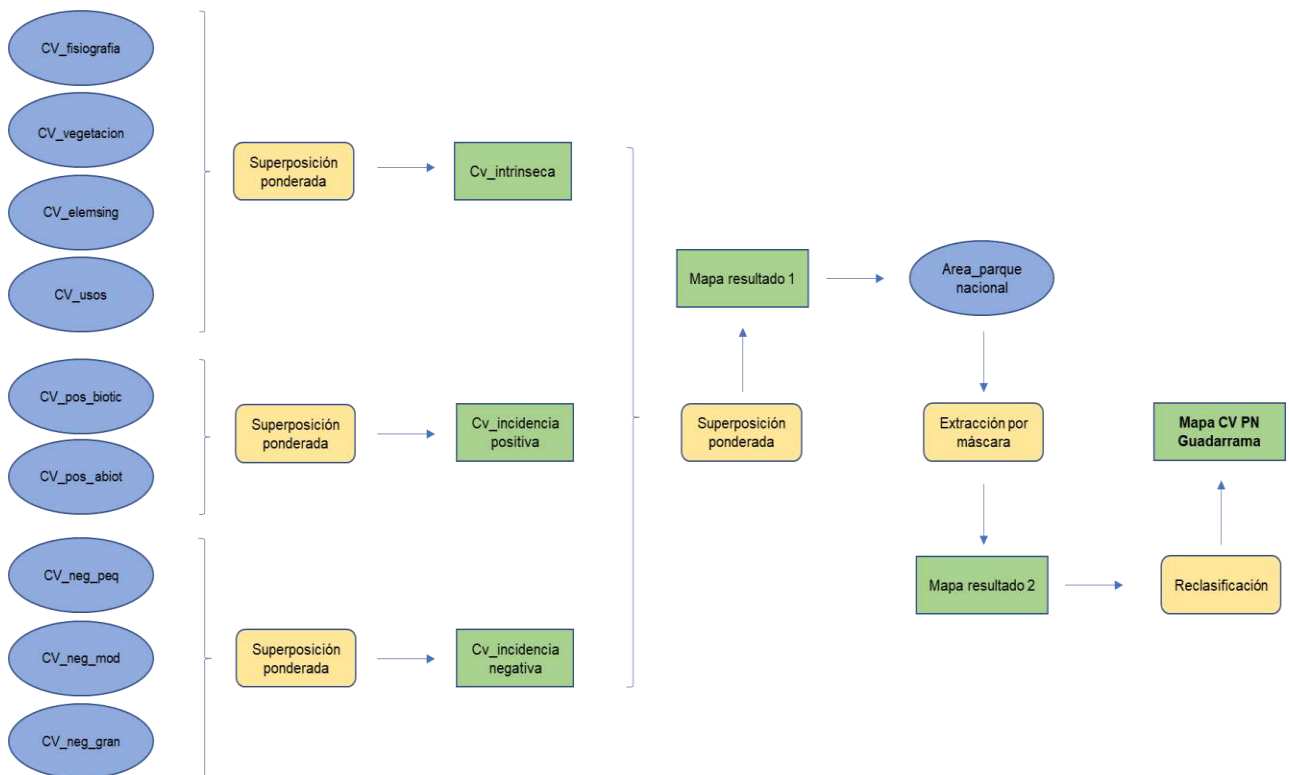 CV_fisiografia
CV_vegetacion
CV_elemsing
CV_usos
Superposición
ponderada
Cv_intrinseca
CV_pos_biotic
CV_pos_abiot
Superposición
ponderada
Cv_incidencia
positiva
CV_neg_peq
CV_neg_mod
CV_neg_gran
Superposición
ponderada
Cv_incidencia
negativa
Superposición
ponderada
Mapa resultado 1
Area_parque
nacional
Extracción por
máscara
Mapa resultado 2
Reclasificación
Mapa CV PN
Guadarrama